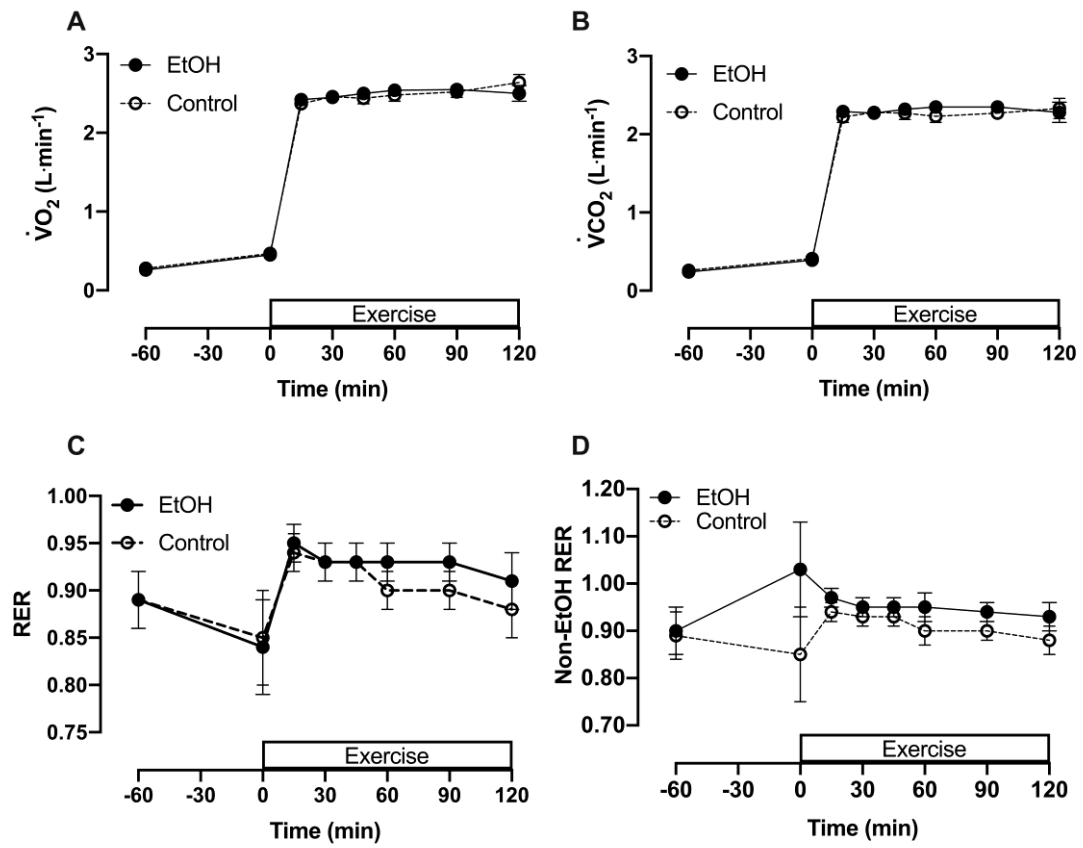 A
EtOH
Control
3
2
1
0
V̇O₂ (L·min⁻¹)
Exercise
-60 -30 0 30 60 90 120
Time (min)
B
EtOH
Control
3
2
1
0
V̇CO₂ (L·min⁻¹)
Exercise
-60 -30 0 30 60 90 120
Time (min)
C
EtOH
Control
1.00
0.95
0.90
0.85
0.80
0.75
RER
Exercise
-60 -30 0 30 60 90 120
Time (min)
D
EtOH
Control
1.20
1.10
1.00
0.90
0.80
0.70
Non-EtOH RER
Exercise
-60 -30 0 30 60 90 120
Time (min)